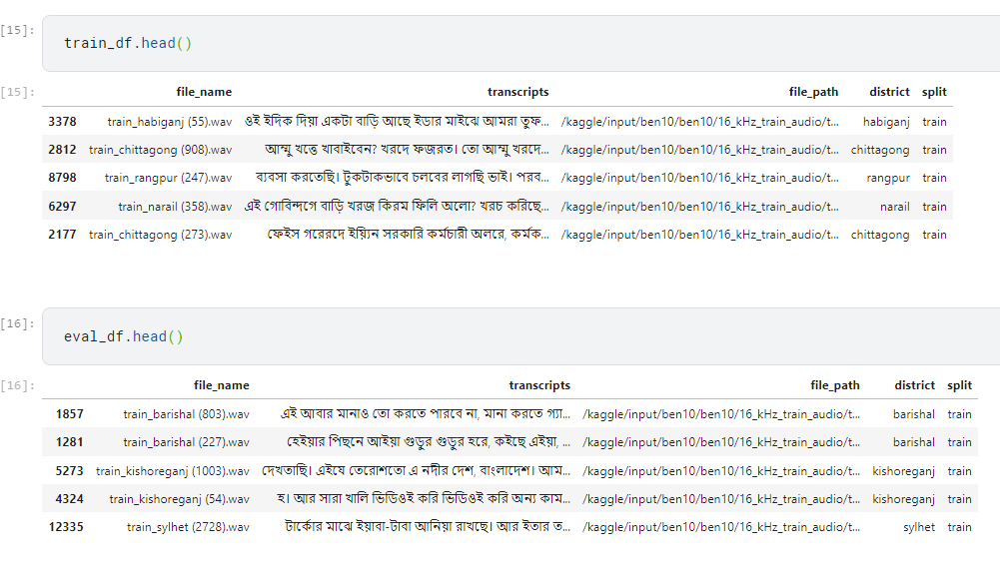 [15]:
train_df.head()
[15]:
file_name transcripts file_path district split
3378 train_habiganj (55).wav ওই ইদিক দিয়া একটা বাড়ি আছে ইডার মাইঝে আমরা তুফ... /kaggle/input/ben10/ben10/16_kHz_train_audio/t... habiganj train
2812 train_chittagong (908).wav আম্মু খন্তে খাবাইবেন? খরদে ফজরত। তো আম্মু খরদে... /kaggle/input/ben10/ben10/16_kHz_train_audio/t... chittagong train
8798 train_rangpur (247).wav ব্যবসা করতেছি। টুকটাকভাবে চলবের লাগছি ভাই। পরব... /kaggle/input/ben10/ben10/16_kHz_train_audio/t... rangpur train
6297 train_narail (358).wav এই গোবিন্দগে বাড়ি খরজ কিরম ফিলি অলো? খরচ করিছে... /kaggle/input/ben10/ben10/16_kHz_train_audio/t... narail train
2177 train_chittagong (273).wav ফেইস গরেরদে ইয়্যিন সরকারি কর্মচারী অলরে, কর্মক... /kaggle/input/ben10/ben10/16_kHz_train_audio/t... chittagong train
[16]:
eval_df.head()
[16]:
file_name transcripts file_path district split
1857 train_barishal (803).wav এই আবার মানাও তো করতে পারবে না, মানা করতে গ্যা... /kaggle/input/ben10/ben10/16_kHz_train_audio/t... barishal train
1281 train_barishal (227).wav হেইয়ার পিছনে আইয়া গুড়ুর গুড়ুর হরে, কইছে এইয়া, ... /kaggle/input/ben10/ben10/16_kHz_train_audio/t... barishal train
5273 train_kishoreganj (1003).wav দেখতাছি। এইযে তেরোশতো এ নদীর দেশ, বাংলাদেশ। আম... /kaggle/input/ben10/ben10/16_kHz_train_audio/t... kishoreganj train
4324 train_kishoreganj (54).wav হ। আর সারা খালি ভিডিওই করি ভিডিওই করি অন্য কাম... /kaggle/input/ben10/ben10/16_kHz_train_audio/t... kishoreganj train
12335 train_sylhet (2728).wav টার্কোর মাঝে ইয়াবা-টাবা আনিয়া রাখছে। আর ইতার ত... /kaggle/input/ben10/ben10/16_kHz_train_audio/t... sylhet train